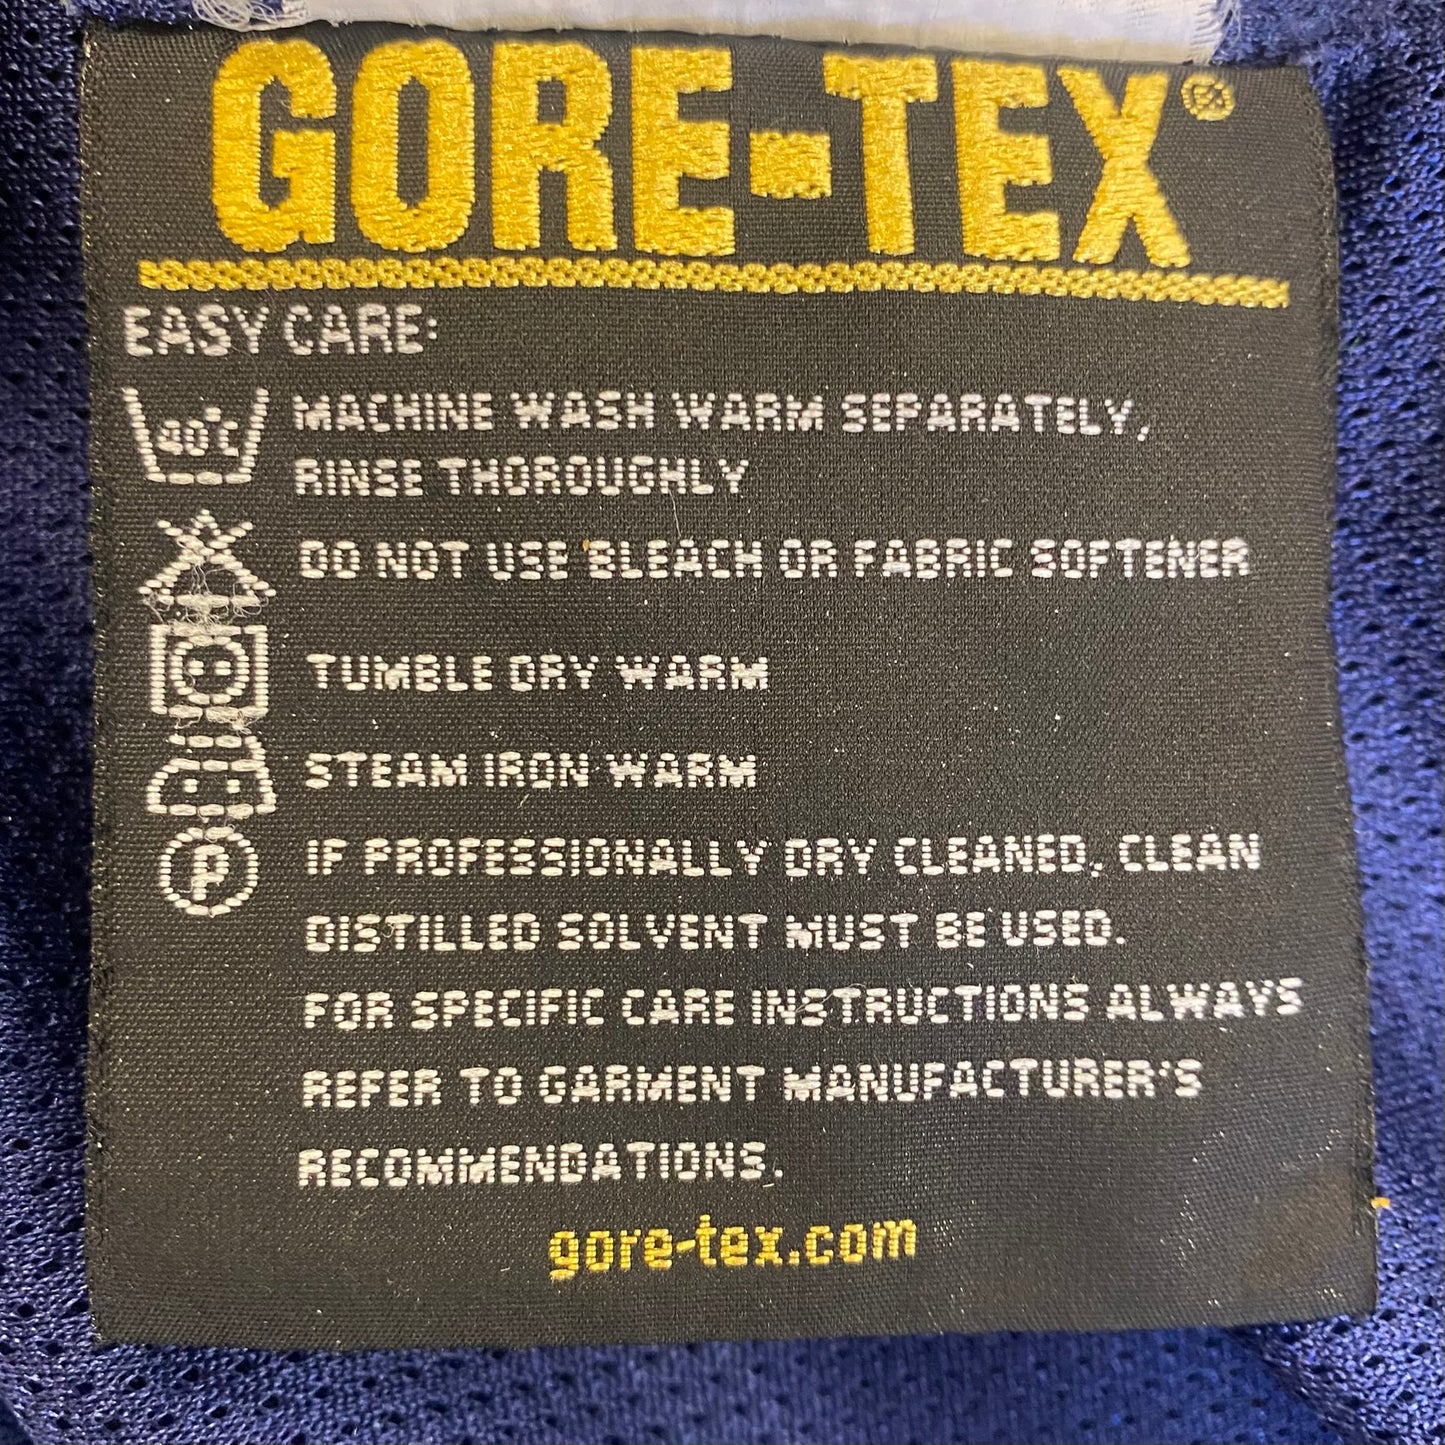 GORE-TEX®
EASY CARE:
40°C MACHINE WASH WARM SEPARATELY,
RINSE THOROUGHLY
DO NOT USE BLEACH OR FABRIC SOFTENER
TUMBLE DRY WARM
STEAM IRON WARM
P IF PROFESSIONALLY DRY CLEANED, CLEAN
DISTILLED SOLVENT MUST BE USED.
FOR SPECIFIC CARE INSTRUCTIONS ALWAYS
REFER TO GARMENT MANUFACTURER'S
RECOMMENDATIONS.
gore-tex.com